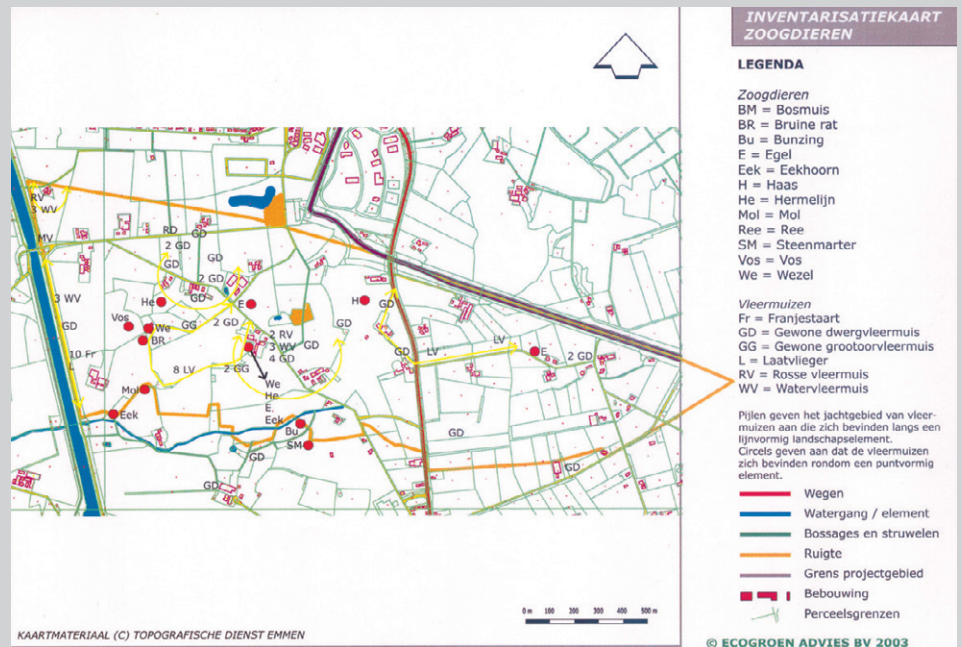 INVENTARISATIEKAART
ZOOGDIEREN
LEGENDA
Zoogdieren
BM = Bosmuis
BR = Bruine rat
Bu = Bunzing
E = Egel
Eek = Eekhoorn
H = Haas
He = Hermelijn
Mol = Mol
Ree = Ree
SM = Steenmarter
Vos = Vos
We = Wezel
Vleermuizen
Fr = Franjestaart
GD = Gewone dwergvleermuis
GG = Gewone grootoorvleermuis
L = Laatvlieger
RV = Rosse vleermuis
WV = Watervleermuis
Pijlen geven het jachtgebied van vleer-
muizen aan die zich bevinden langs een
lijnvormig landschapselement.
Circels geven aan dat de vleermuizen
zich bevinden rondom een puntvormig
element.
Wegen
Watergang / element
Bossages en struwelen
Ruigte
Grens projectgebied
Bebouwing
Perceelsgrenzen
© ECOGROEN ADVIES BV 2003
RV
3 WV
MV
RD
GD
2 GD
GD
GD
2 GD
GD
He
E
H
GD
3 WV
GD
Vos
We
BR
GG
2 GD
2 RV
3 WV
4 GD
GD
GD
GD
LV
LV
E
2 GD
10 Fr
L
8 LV
2 GG
Mol
We
He
E
Eek
Eek
Bu
SM
GD
GD
GD
GD
0 m
100
200
300
400
500 m
KAARTMATERIAAL (C) TOPOGRAFISCHE DIENST EMMEN